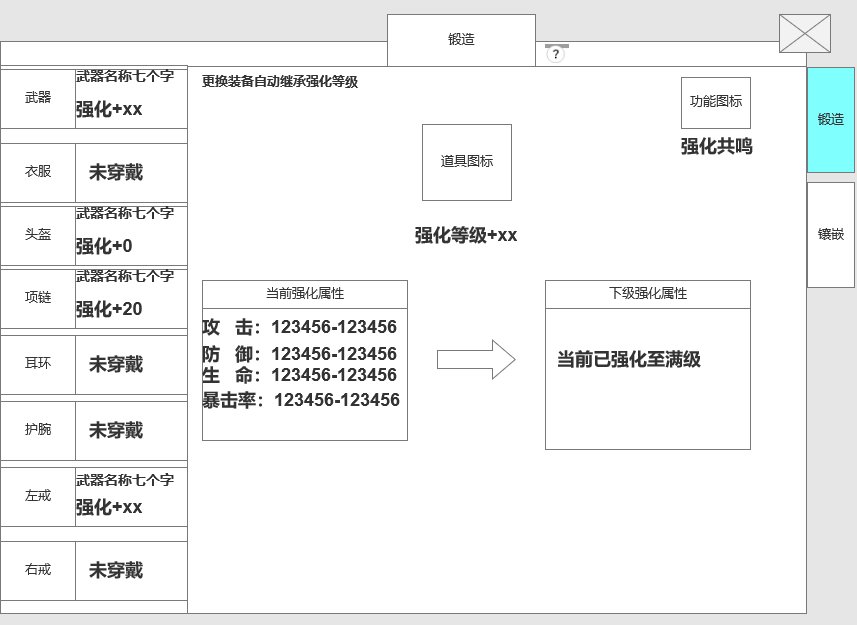 锻造
?
武器
武器名称七个字
强化+xx
衣服
未穿戴
头盔
武器名称七个字
强化+0
项链
武器名称七个字
强化+20
耳环
未穿戴
护腕
未穿戴
左戒
武器名称七个字
强化+xx
右戒
未穿戴
更换装备自动继承强化等级
道具图标
强化等级+xx
功能图标
强化共鸣
当前强化属性
攻 击：123456-123456
防 御：123456-123456
生 命：123456-123456
暴击率：123456-123456
下级强化属性
当前已强化至满级
锻造
镶嵌